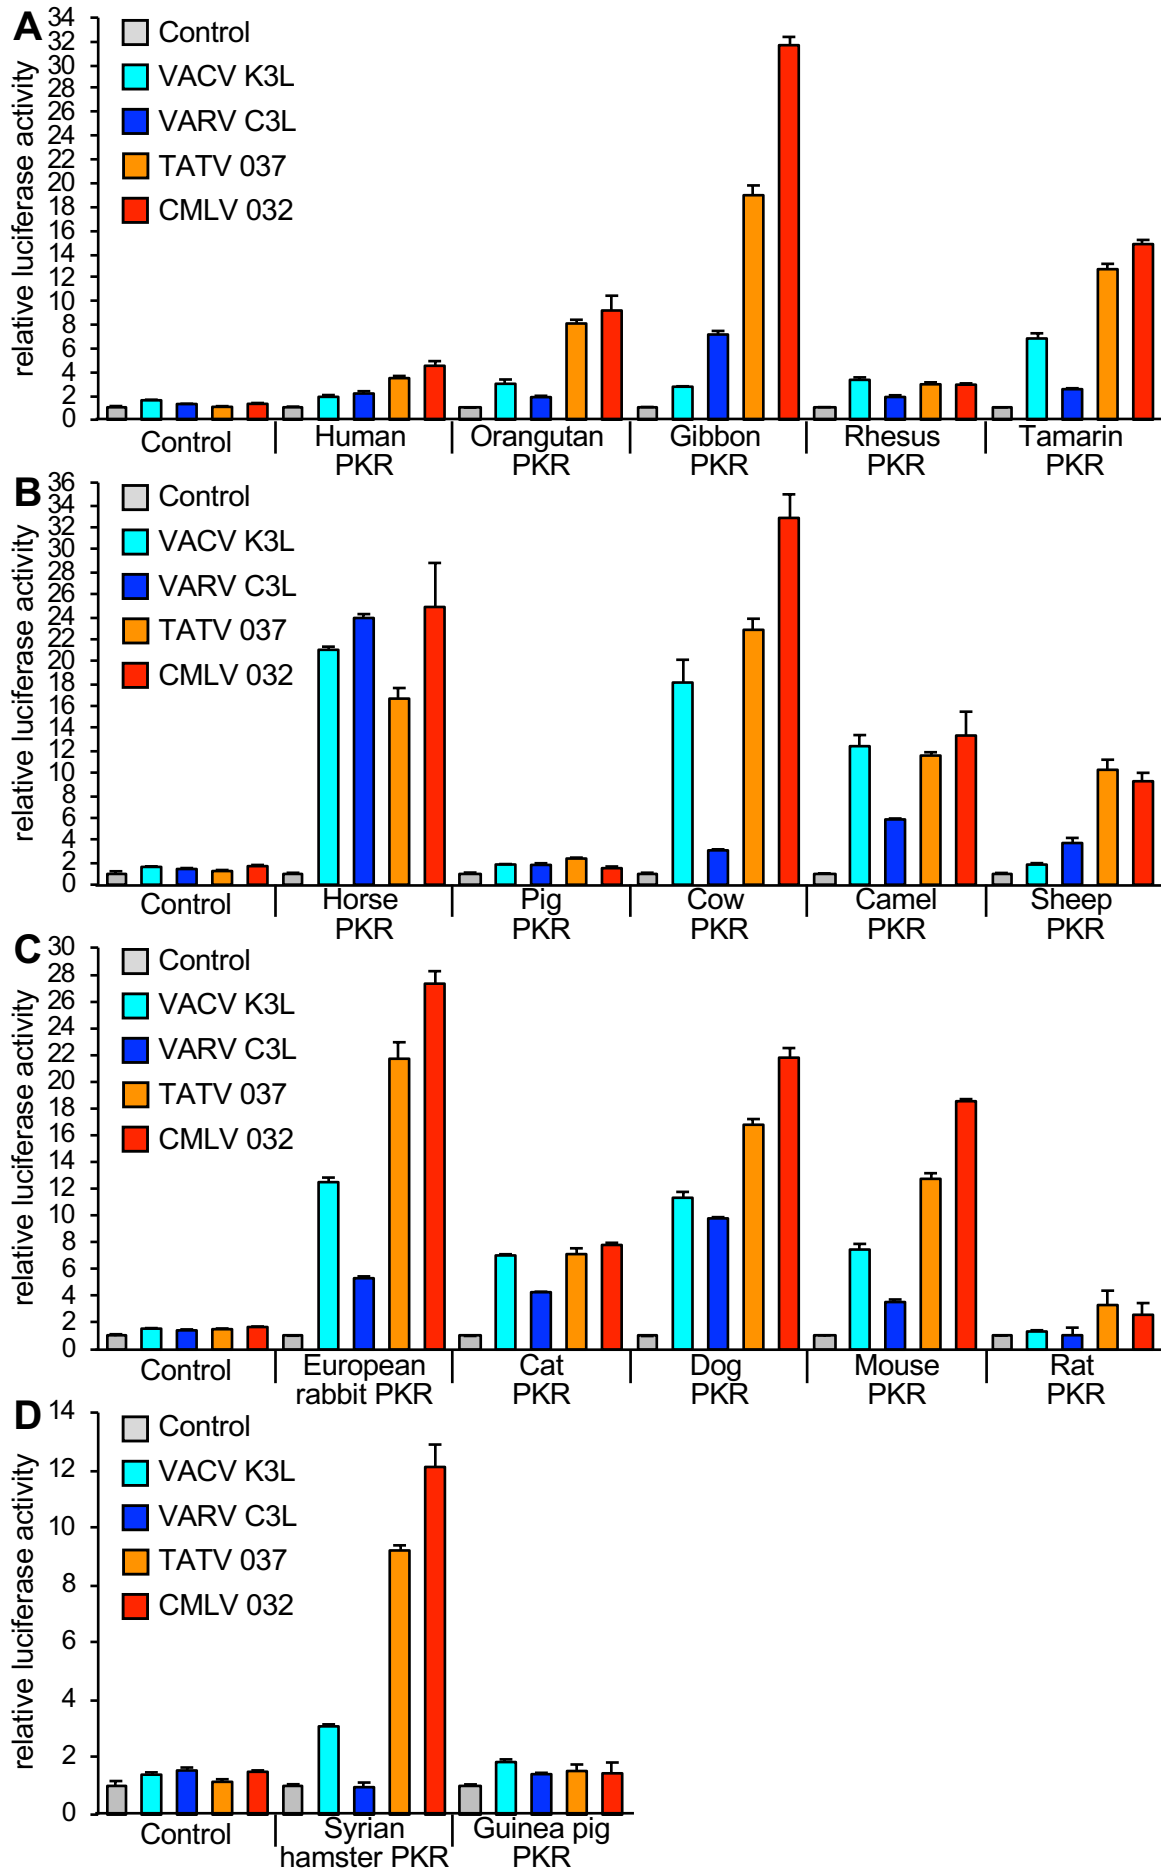 A
34
32
30
28
26
24
22
20
18
16
14
12
10
8
6
4
2
0
relative luciferase activity
Control
VACV K3L
VARV C3L
TATV 037
CMLV 032
Control
Human
PKR
Orangutan
PKR
Gibbon
PKR
Rhesus
PKR
Tamarin
PKR
B
36
34
32
30
28
26
24
22
20
18
16
14
12
10
8
6
4
2
0
relative luciferase activity
Control
VACV K3L
VARV C3L
TATV 037
CMLV 032
Control
Horse
PKR
Pig
PKR
Cow
PKR
Camel
PKR
Sheep
PKR
C
30
28
26
24
22
20
18
16
14
12
10
8
6
4
2
0
relative luciferase activity
Control
VACV K3L
VARV C3L
TATV 037
CMLV 032
Control
European
rabbit PKR
Cat
PKR
Dog
PKR
Mouse
PKR
Rat
PKR
D
14
12
10
8
6
4
2
0
relative luciferase activity
Control
VACV K3L
VARV C3L
TATV 037
CMLV 032
Control
Syrian
hamster PKR
Guinea pig
PKR